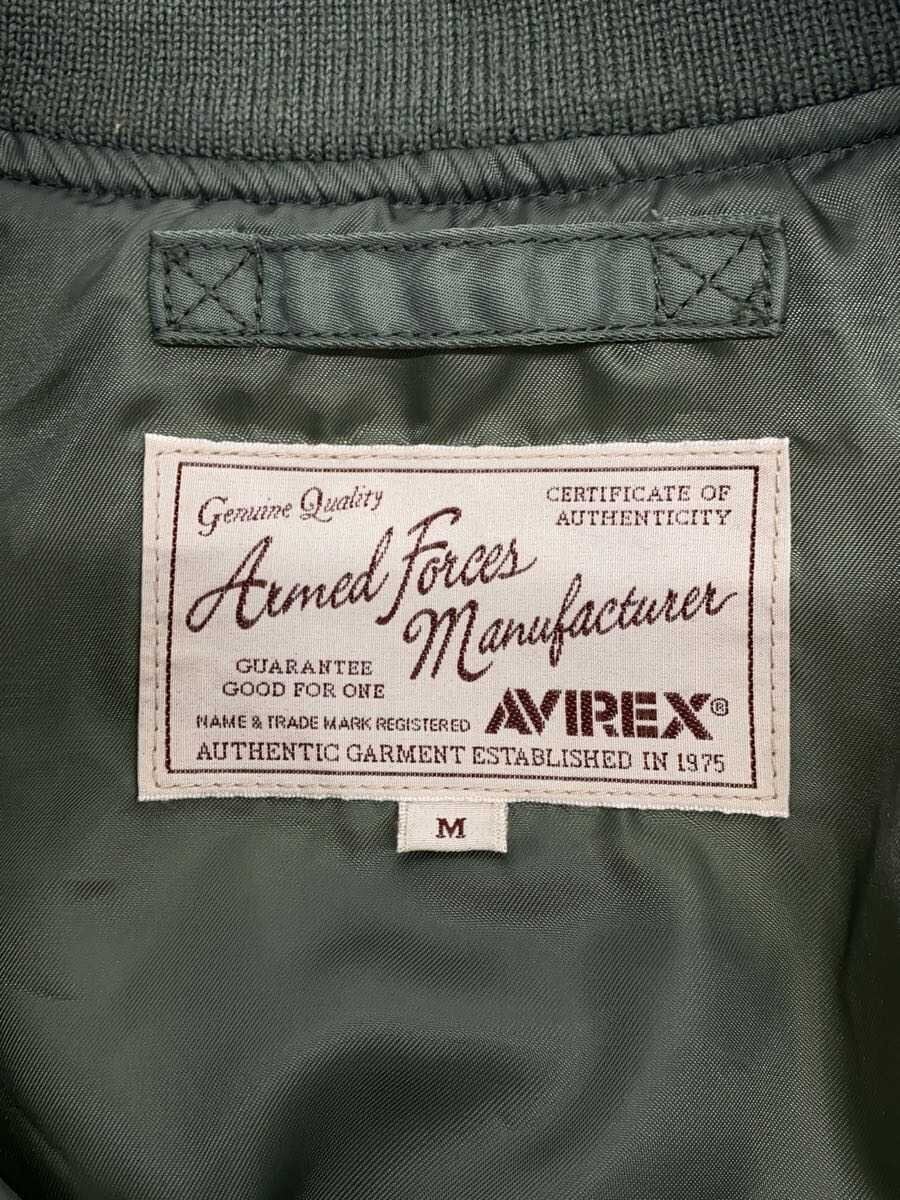 Genuine Quality
CERTIFICATE OF
AUTHENTICITY
Armed Forces
Manufacturer
GUARANTEE
GOOD FOR ONE
NAME & TRADE MARK REGISTERED
AVIREX®
AUTHENTIC GARMENT ESTABLISHED IN 1975
M